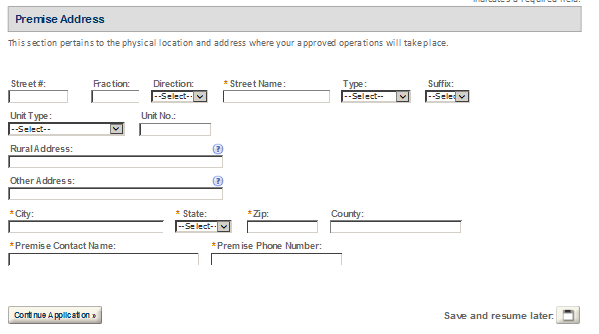 indicates a required field.
Premise Address
This section pertains to the physical location and address where your approved operations will take place.
Street #: Fraction: Direction: * Street Name: Type: Suffix:
--Select-- --Select-- --Selec
Unit Type: Unit No.:
--Select--
Rural Address: ?
Other Address: ?
* City: * State: * Zip: County:
--Select--
* Premise Contact Name: * Premise Phone Number:
Continue Application » Save and resume later: